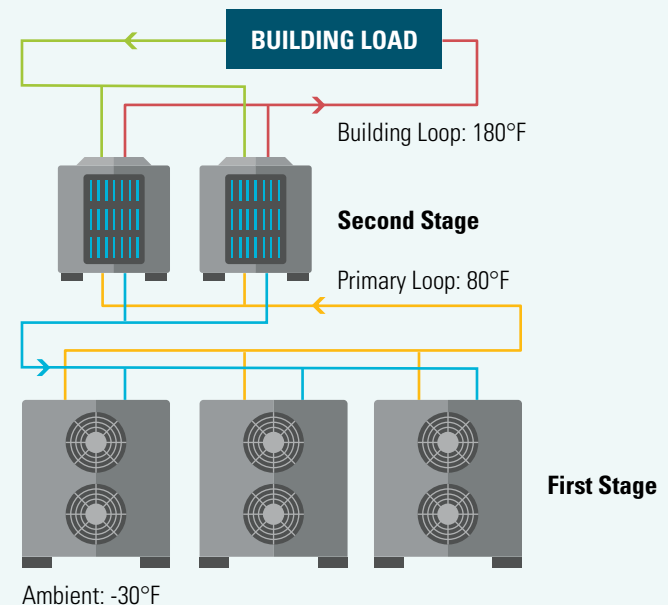 BUILDING LOAD
Building Loop: 180°F
Second Stage
Primary Loop: 80°F
First Stage
Ambient: -30°F